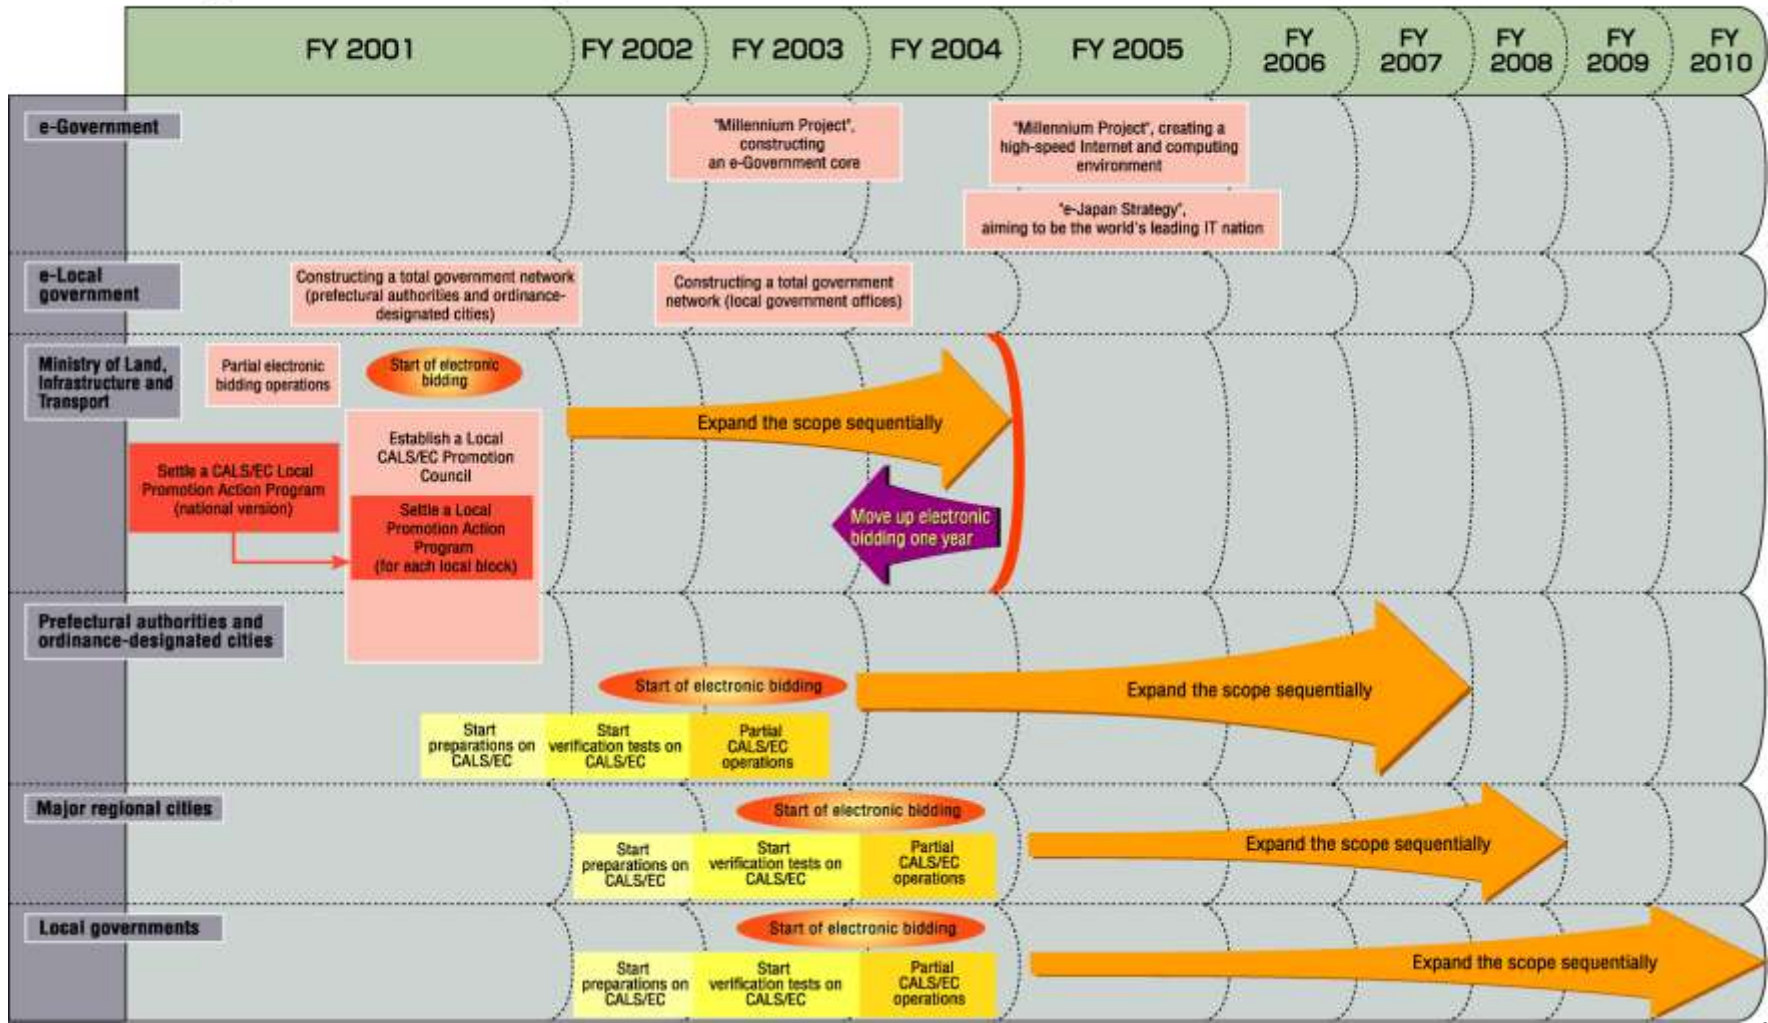 FY 2001
FY 2002
FY 2003
FY 2004
FY 2005
FY
2006
FY
2007
FY
2008
FY
2009
FY
2010
e-Government
"Millennium Project",
constructing
an e-Government core
"Millennium Project", creating a
high-speed Internet and computing
environment
"e-Japan Strategy",
aiming to be the world's leading IT nation
e-Local
government
Constructing a total government network
(prefectural authorities and ordinance-
designated cities)
Constructing a total government
network (local government offices)
Ministry of Land,
Infrastructure and
Transport
Partial electronic
bidding operations
Start of electronic
bidding
Expand the scope sequentially
Establish a Local
CALS/EC Promotion
Council
Settle a CALS/EC Local
Promotion Action Program
(national version)
Settle a Local
Promotion Action
Program
(for each local block)
Move up electronic
bidding one year
Prefectural authorities and
ordinance-designated cities
Start of electronic bidding
Expand the scope sequentially
Start
preparations on
CALS/EC
Start
verification tests on
CALS/EC
Partial
CALS/EC
operations
Major regional cities
Start of electronic bidding
Expand the scope sequentially
Start
preparations on
CALS/EC
Start
verification tests on
CALS/EC
Partial
CALS/EC
operations
Local governments
Start of electronic bidding
Expand the scope sequentially
Start
preparations on
CALS/EC
Start
verification tests on
CALS/EC
Partial
CALS/EC
operations